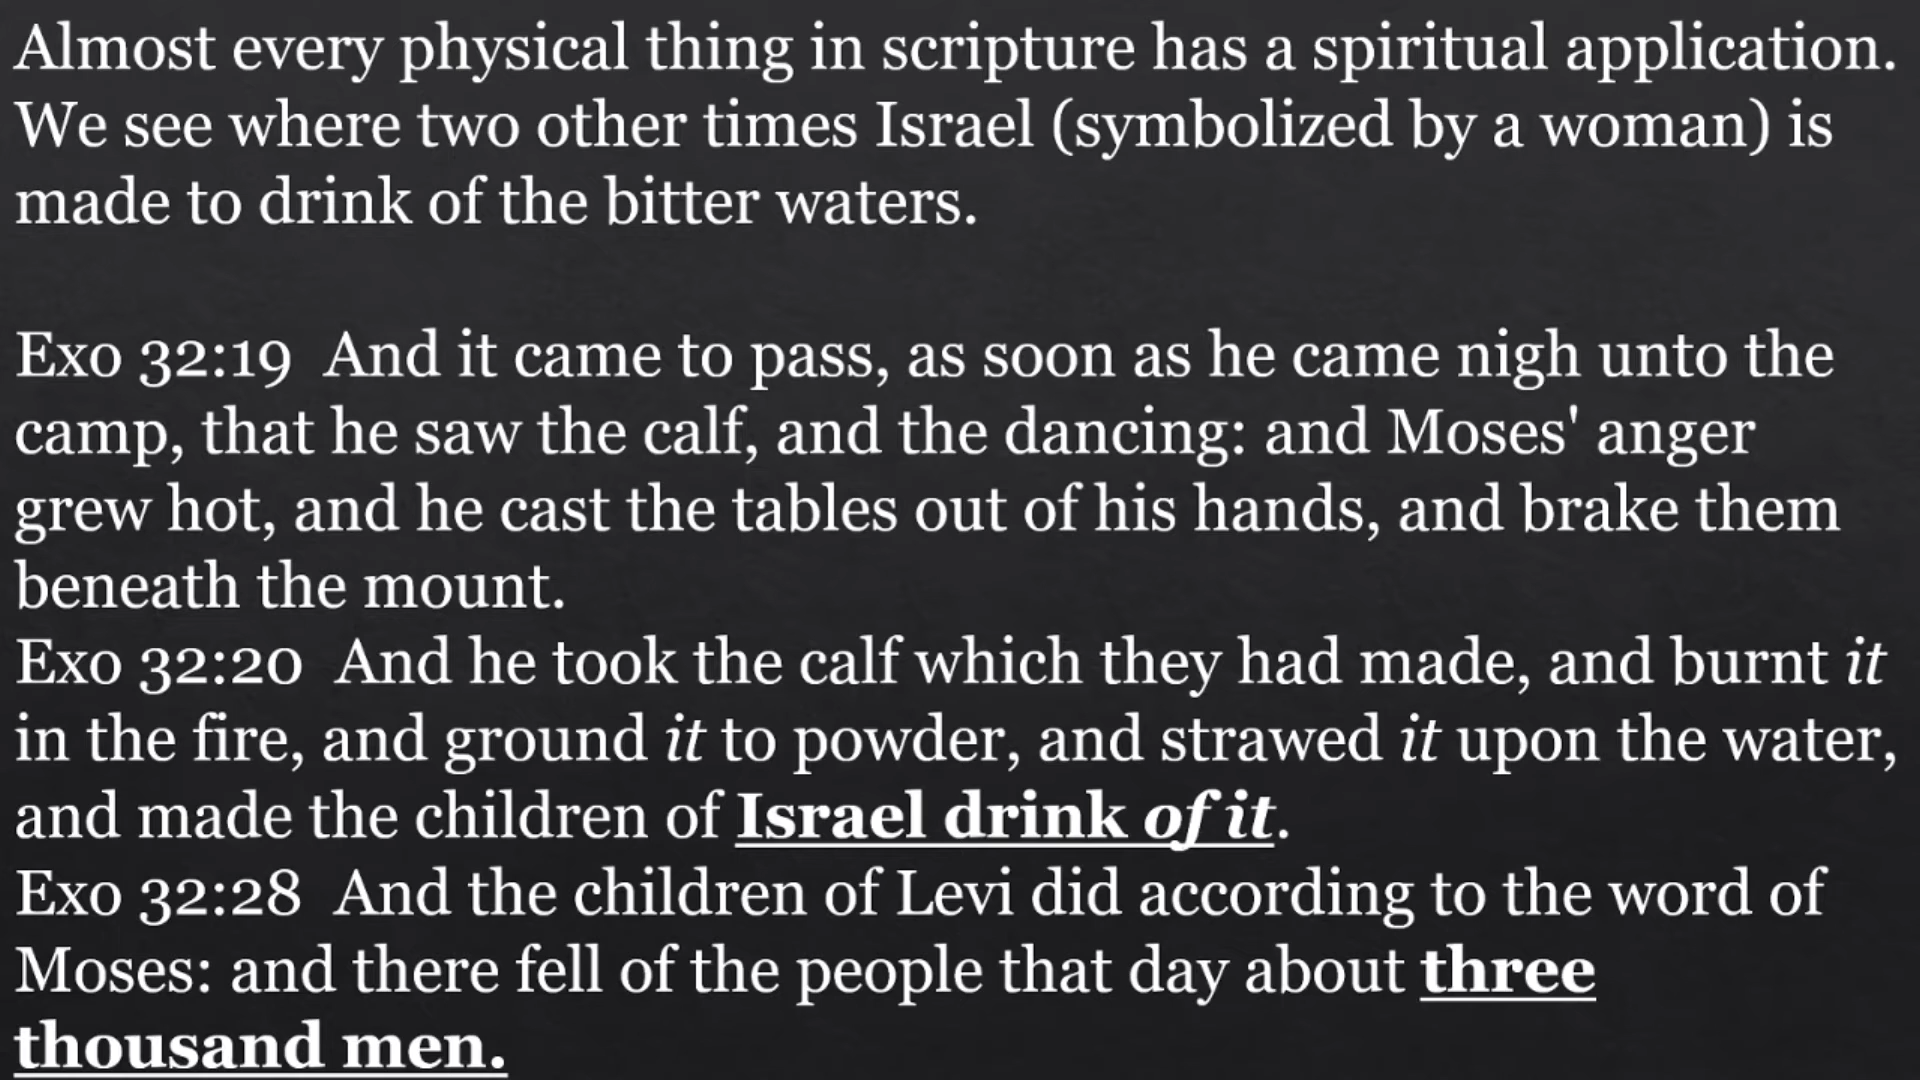 Almost every physical thing in scripture has a spiritual application.
We see where two other times Israel (symbolized by a woman) is
made to drink of the bitter waters.
Exo 32:19  And it came to pass, as soon as he came nigh unto the
camp, that he saw the calf, and the dancing: and Moses' anger
grew hot, and he cast the tables out of his hands, and brake them
beneath the mount.
Exo 32:20  And he took the calf which they had made, and burnt it
in the fire, and ground it to powder, and strawed it upon the water,
and made the children of Israel drink of it.
Exo 32:28  And the children of Levi did according to the word of
Moses: and there fell of the people that day about three
thousand men.